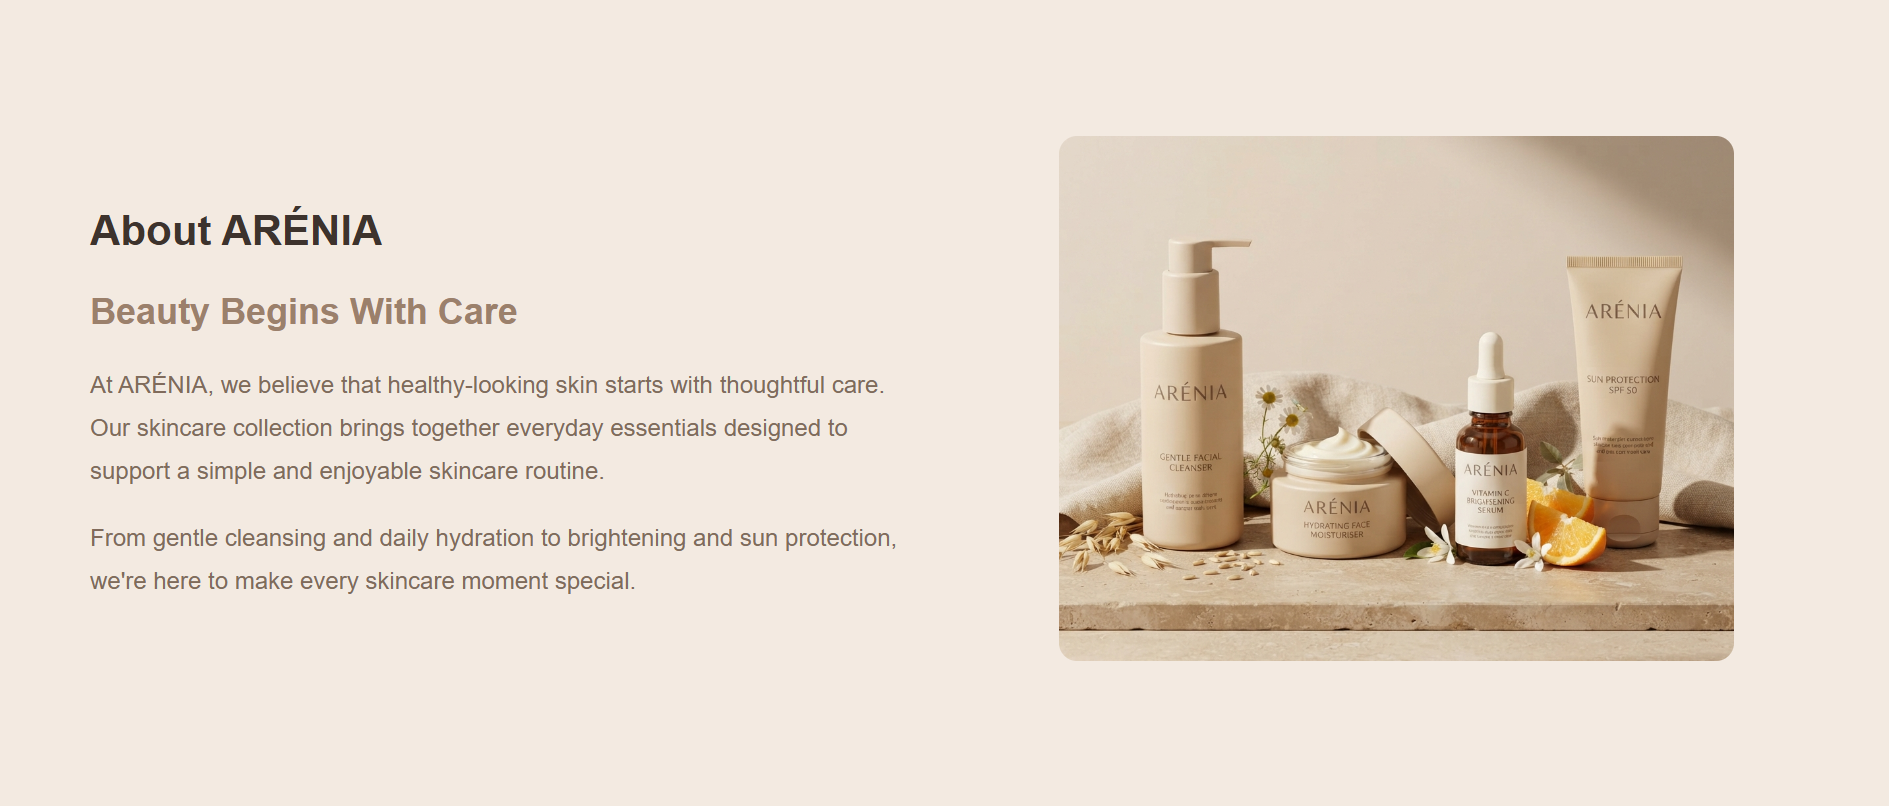 About ARÉNIA
Beauty Begins With Care
At ARÉNIA, we believe that healthy-looking skin starts with thoughtful care.
Our skincare collection brings together everyday essentials designed to
support a simple and enjoyable skincare routine.
From gentle cleansing and daily hydration to brightening and sun protection,
we're here to make every skincare moment special.
ARÉNIA
GENTLE FACIAL
CLEANSER
ARÉNIA
HYDRATING FACE
MOISTURISER
ARÉNIA
VITAMIN C
SERUM
ARÉNIA
SUN PROTECTION
SPF 50